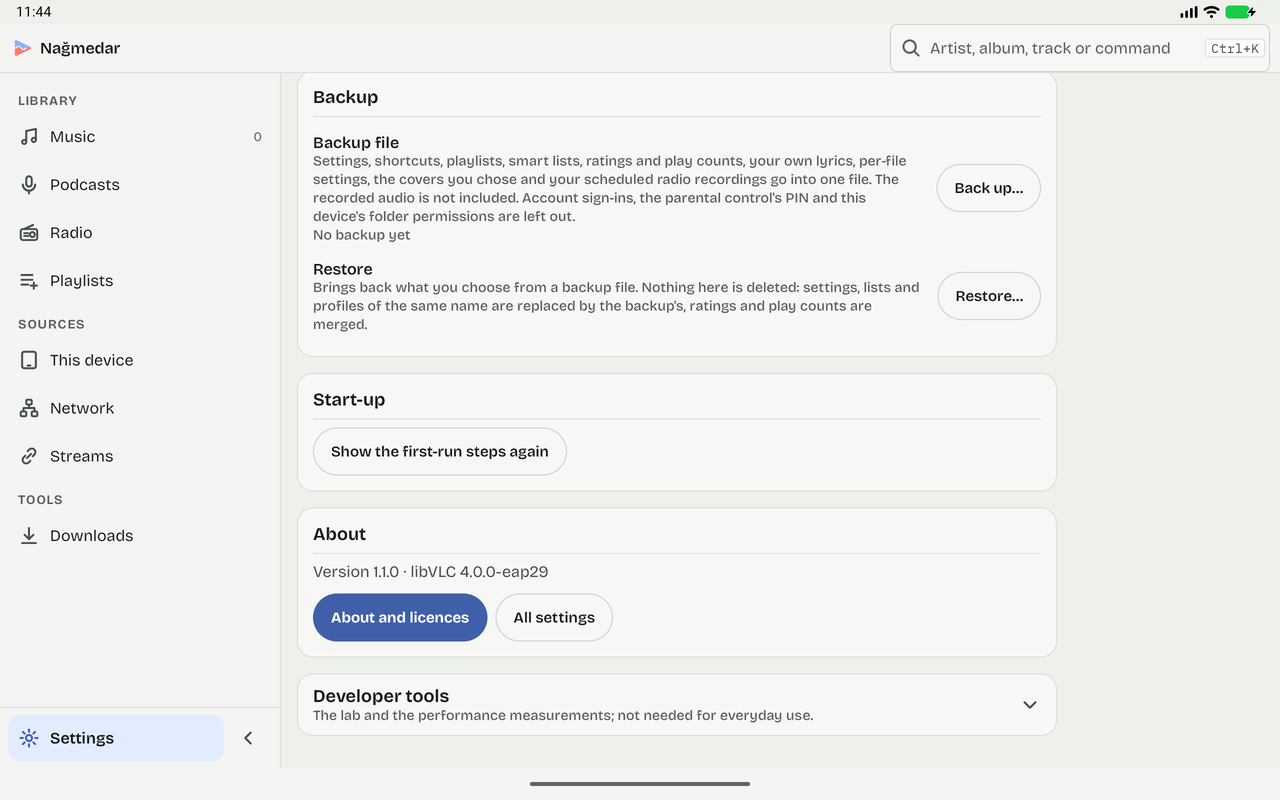 11:44
Nağmedar
Artist, album, track or command
Ctrl+K
LIBRARY
Music
0
Podcasts
Radio
Playlists
SOURCES
This device
Network
Streams
TOOLS
Downloads
Settings
Backup
Backup file
Settings, shortcuts, playlists, smart lists, ratings and play counts, your own lyrics, per-file
settings, the covers you chose and your scheduled radio recordings go into one file. The
recorded audio is not included. Account sign-ins, the parental control's PIN and this
device's folder permissions are left out.
No backup yet
Back up...
Restore
Brings back what you choose from a backup file. Nothing here is deleted: settings, lists and
profiles of the same name are replaced by the backup's, ratings and play counts are
merged.
Restore...
Start-up
Show the first-run steps again
About
Version 1.1.0 · libVLC 4.0.0-eap29
About and licences
All settings
Developer tools
The lab and the performance measurements; not needed for everyday use.